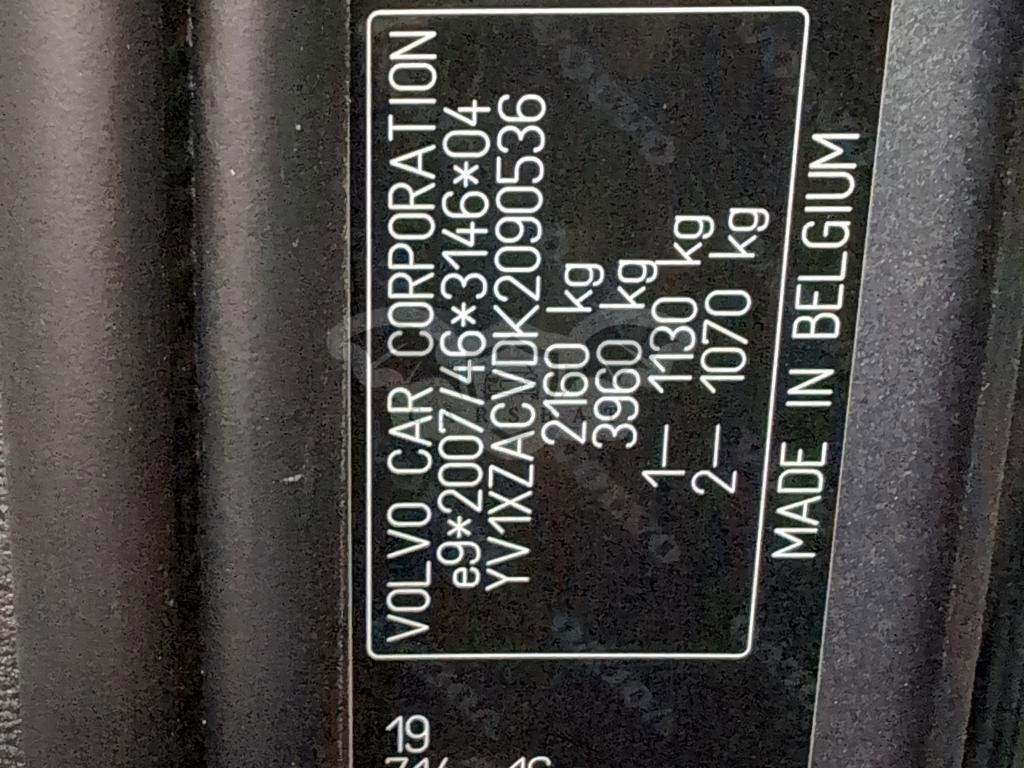 VOLVO CAR CORPORATION
e9*2007/46*3146*04
YV1XZACVDK2090536
2160 kg
3960 kg
1— 1130 kg
2— 1070 kg
MADE IN BELGIUM
19